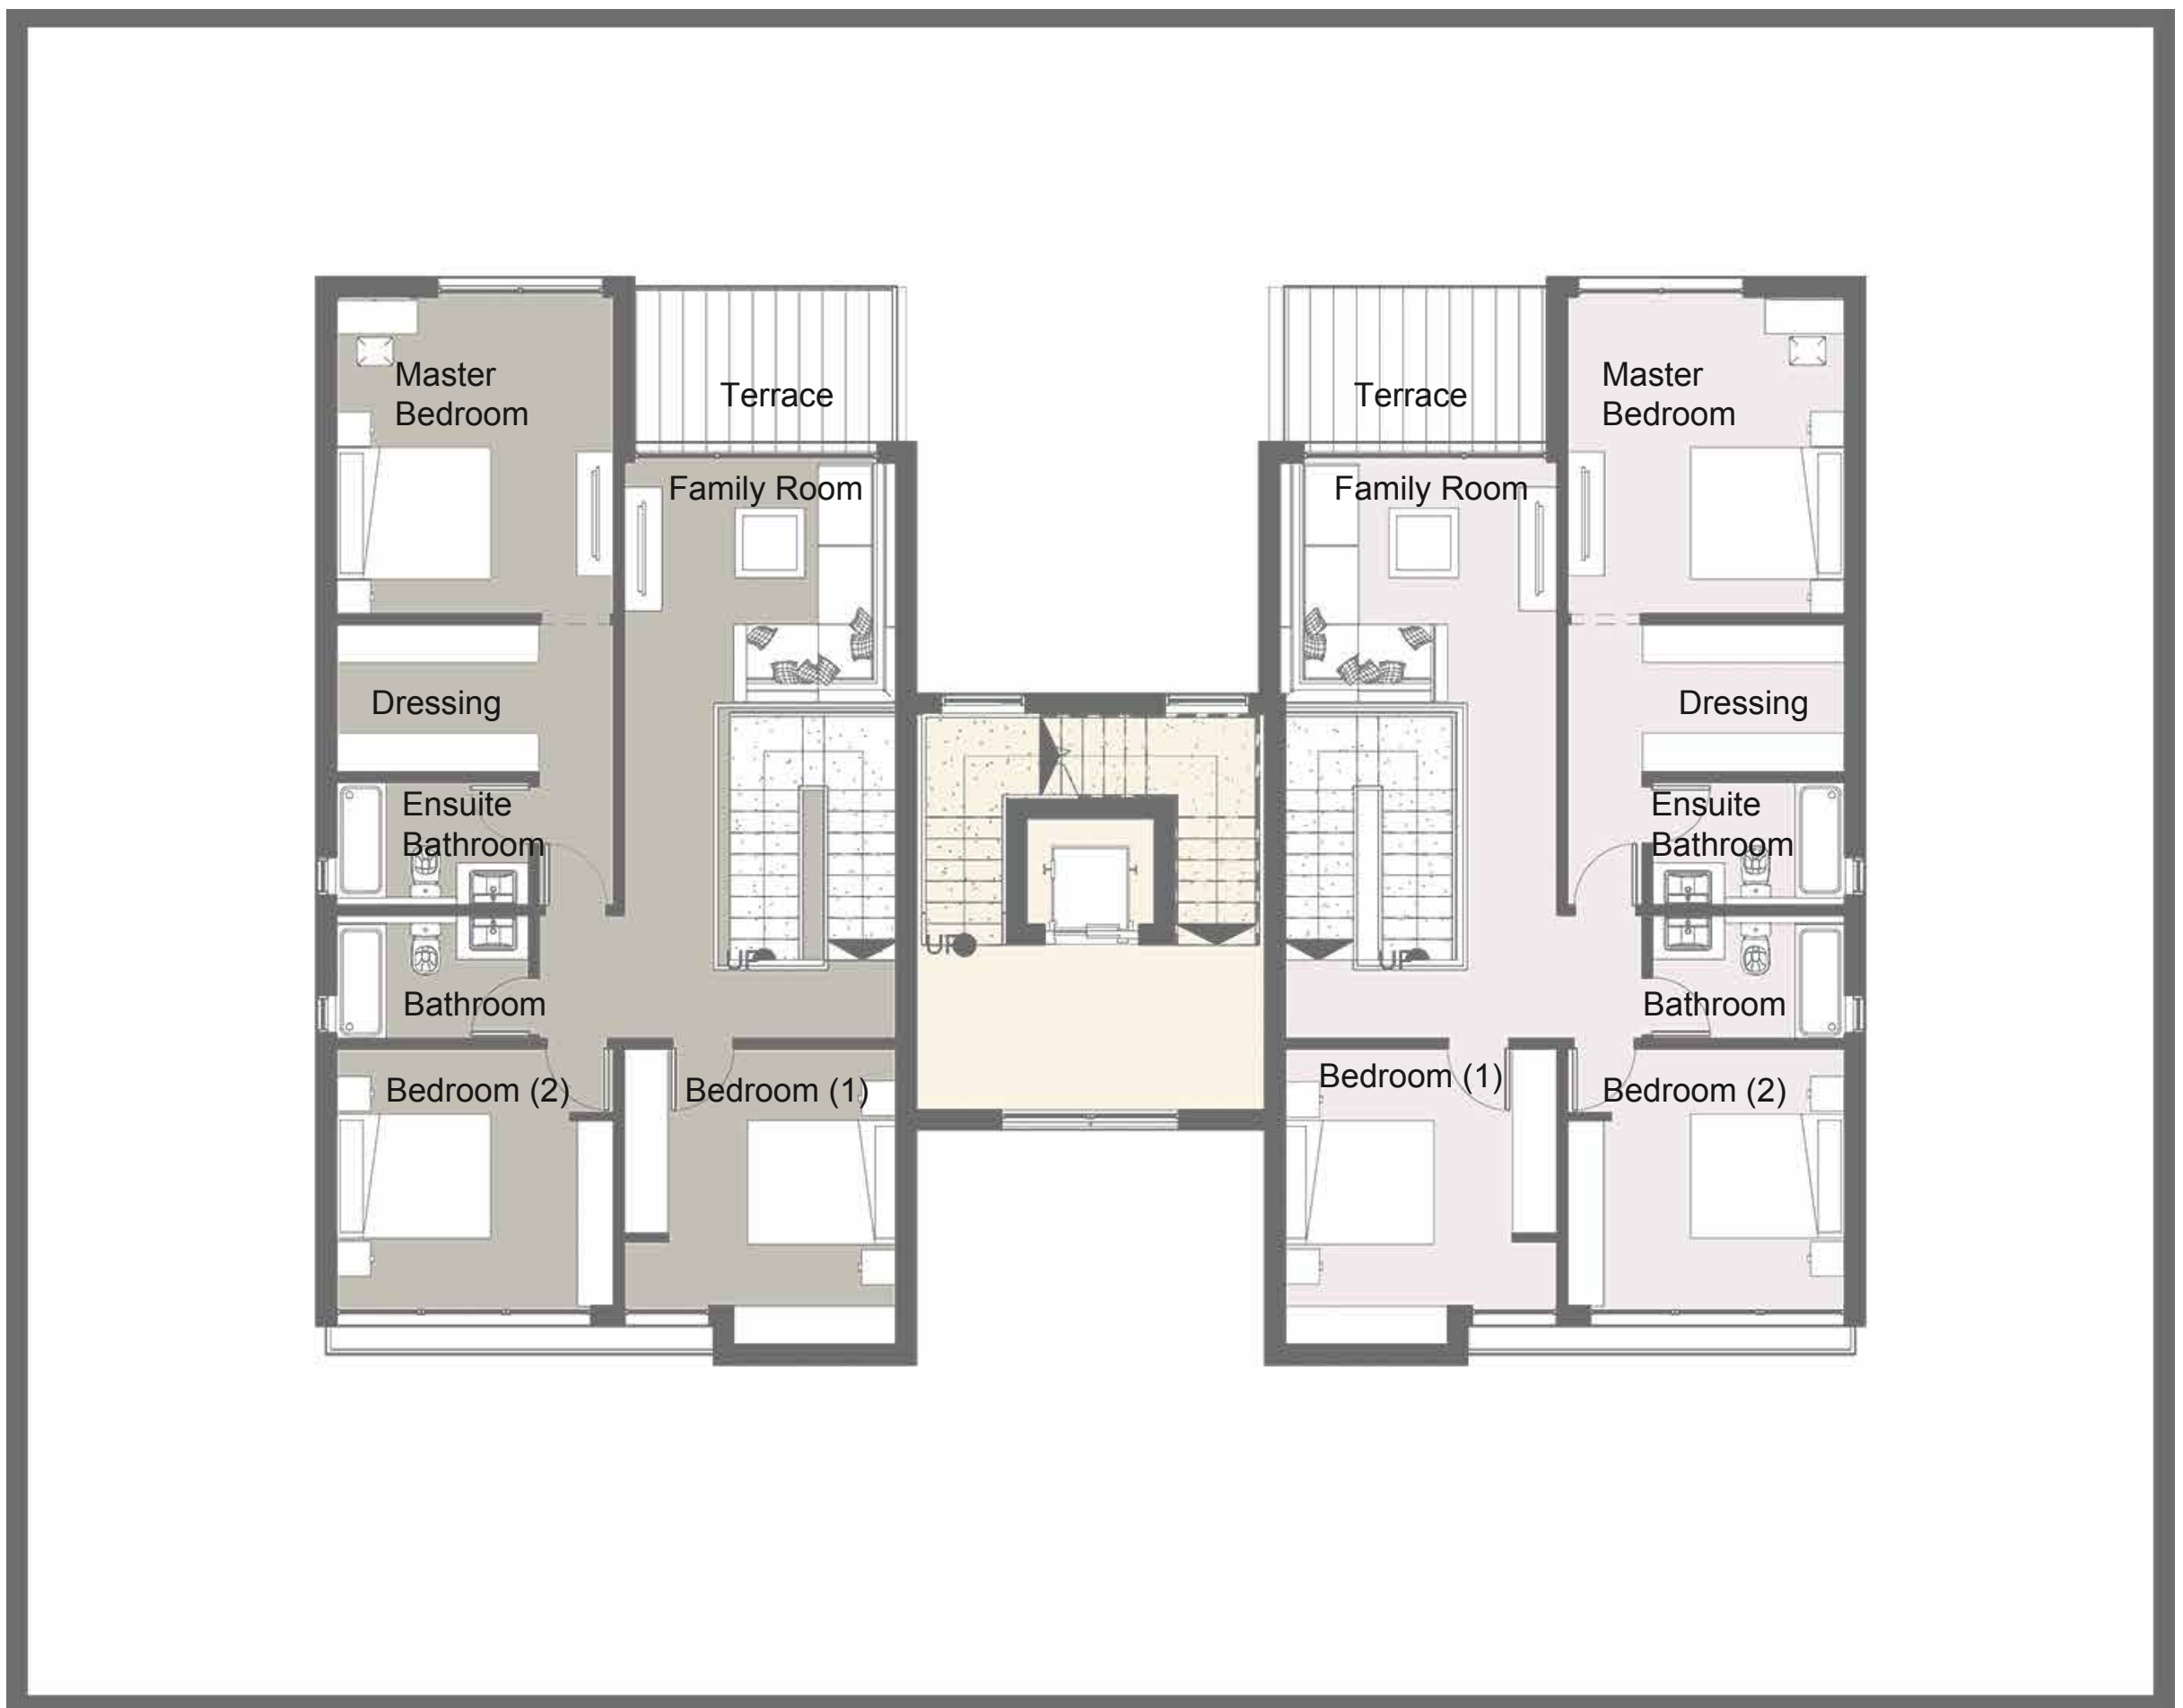 Master
Bedroom
Terrace
Terrace
Master
Bedroom
Family Room
Family Room
Dressing
Dressing
Ensuite
Bathroom
Ensuite
Bathroom
UP
UP
UP
Bathroom
Bathroom
Bedroom (2)
Bedroom (1)
Bedroom (1)
Bedroom (2)